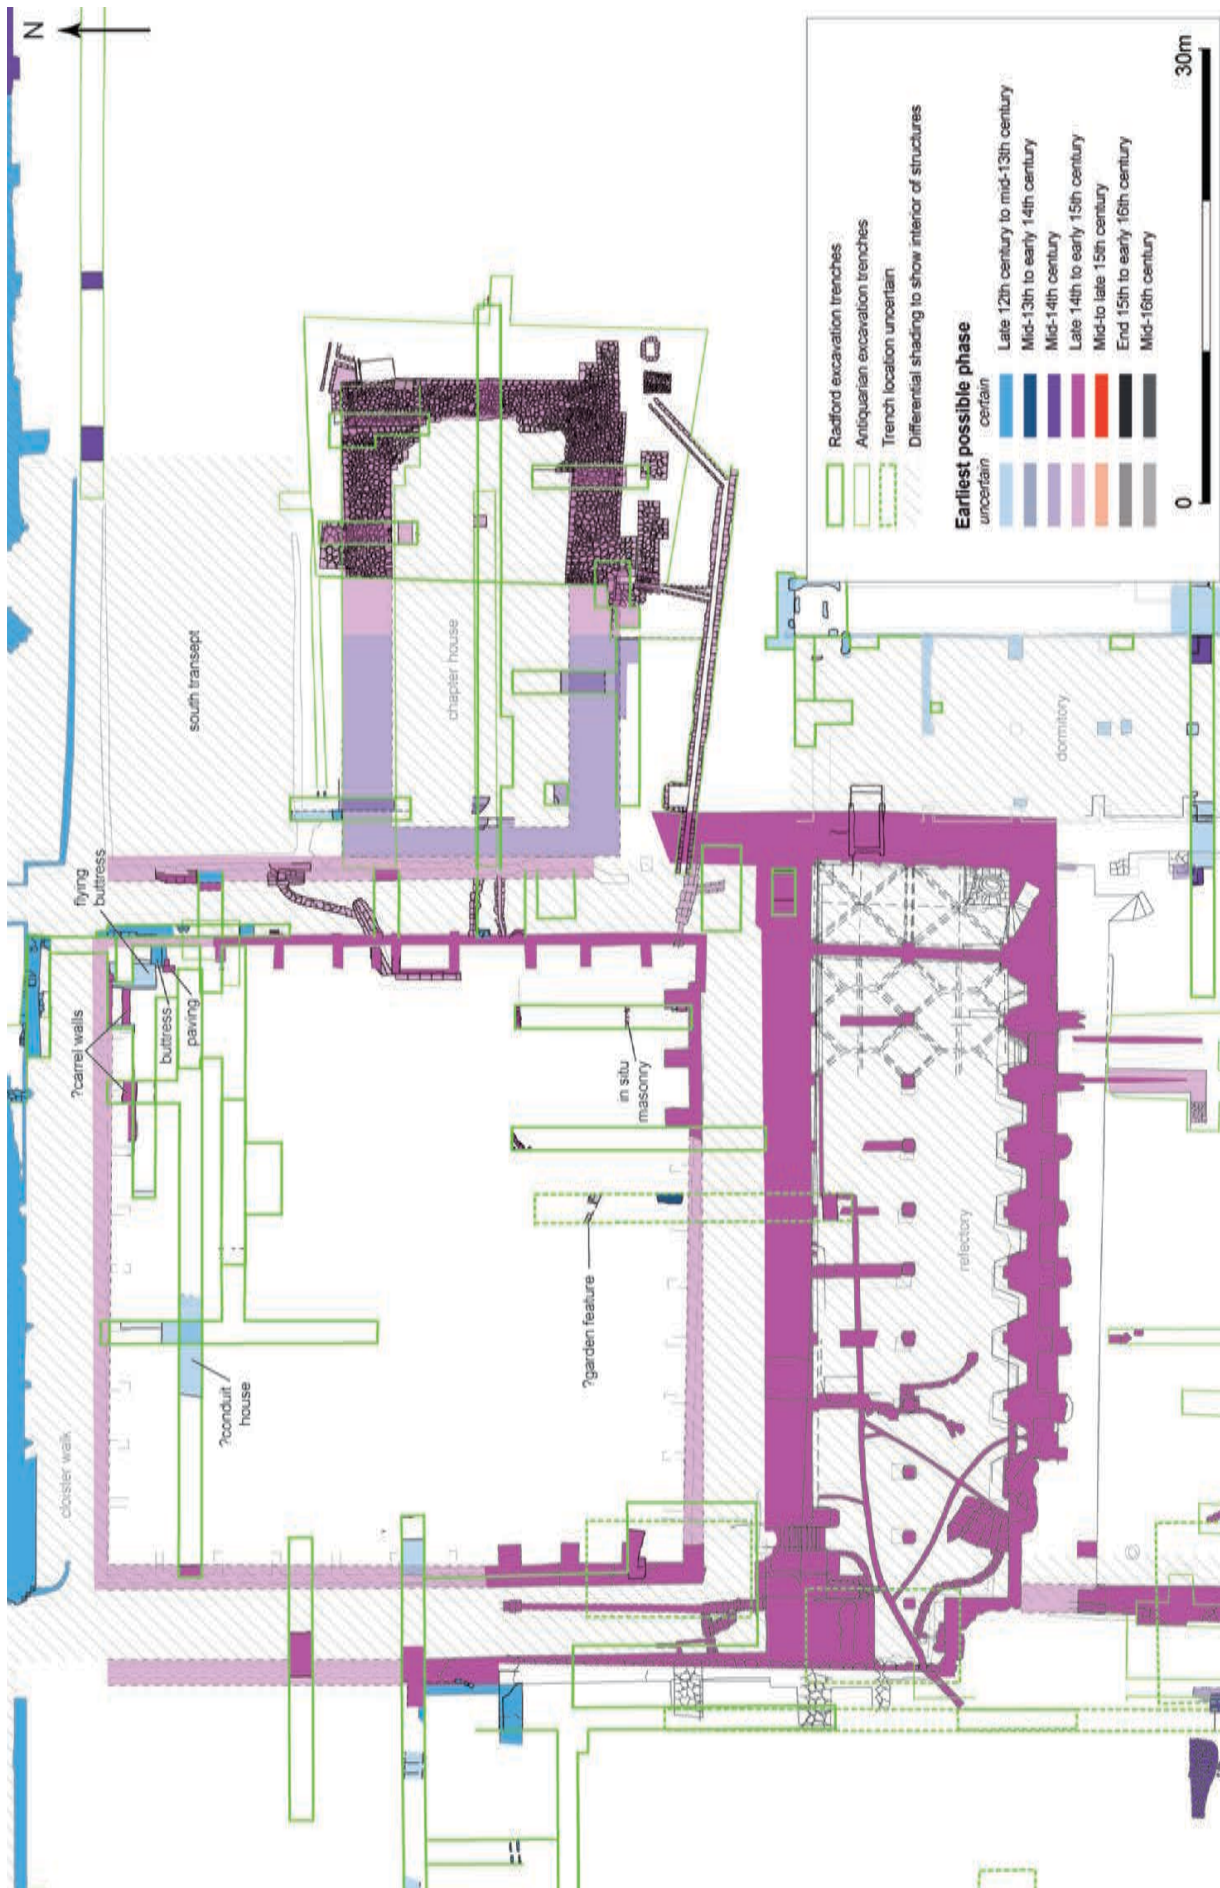 N
south transept
flying
buttress
?carrel walls
buttress
paving
cloister walk
?conduit
house
chapter house
in situ
masonry
?garden feature
refectory
dormitory
Radford excavation trenches
Antiquarian excavation trenches
Trench location uncertain
Differential shading to show interior of structures
Earliest possible phase
uncertain certain
Late 12th century to mid-13th century
Mid-13th to early 14th century
Mid-14th century
Late 14th to early 15th century
Mid-to late 15th century
End 15th to early 16th century
Mid-16th century
0 30m